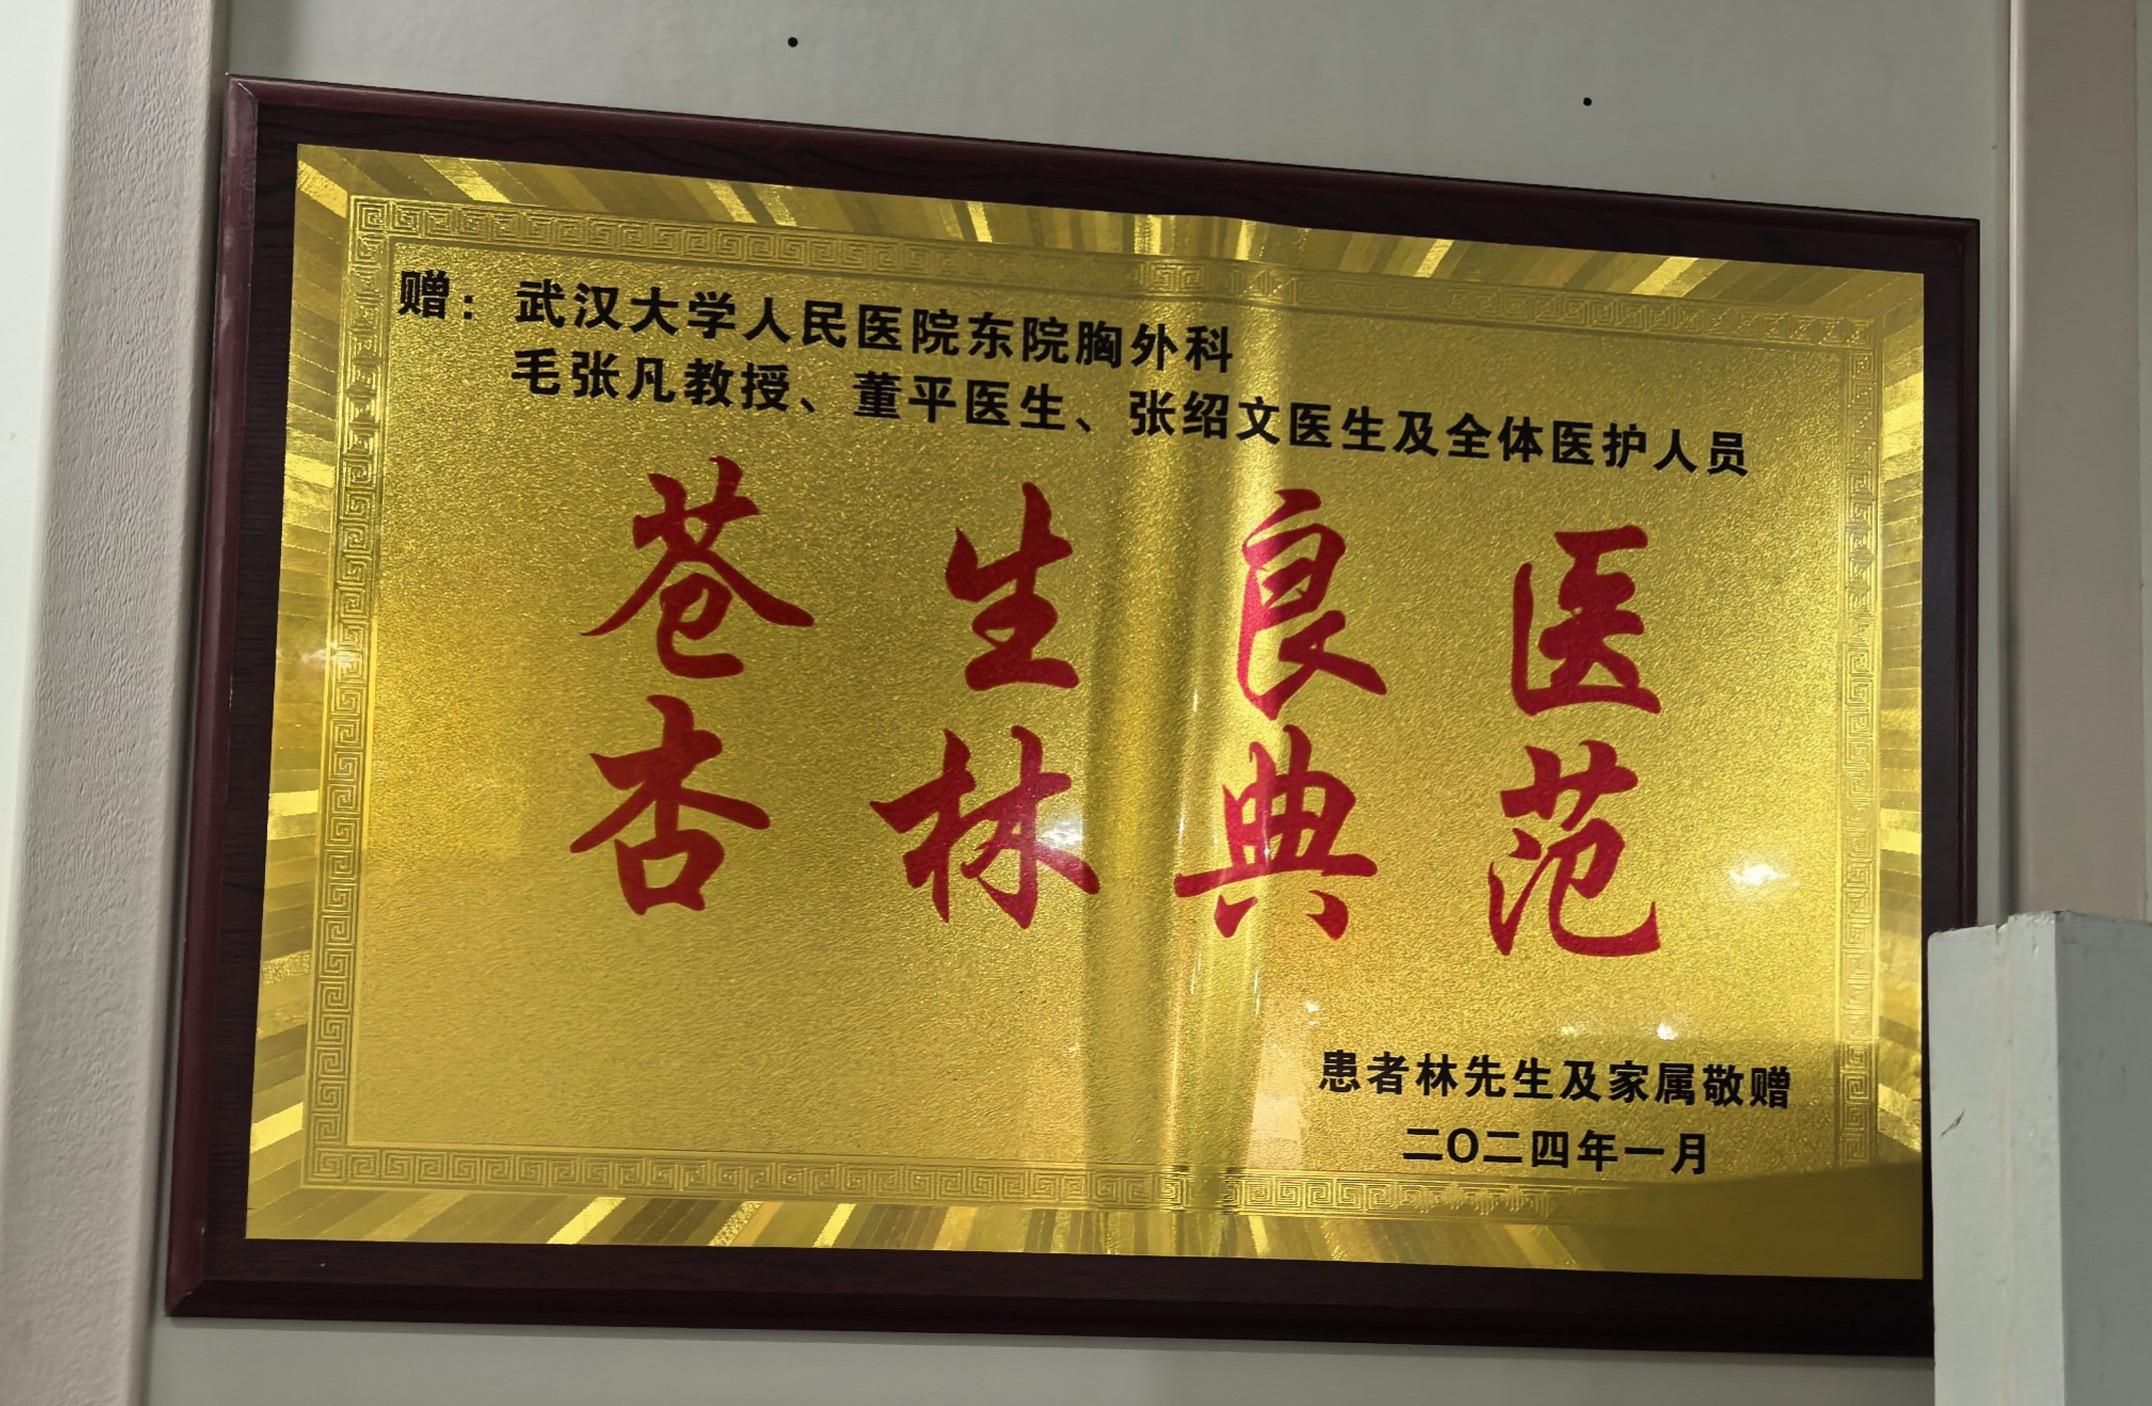 赠：武汉大学人民医院东院胸外科
毛张凡教授、董平医生、张绍文医生及全体医护人员
苍生良医
杏林典范
患者林先生及家属敬赠
二〇二四年一月